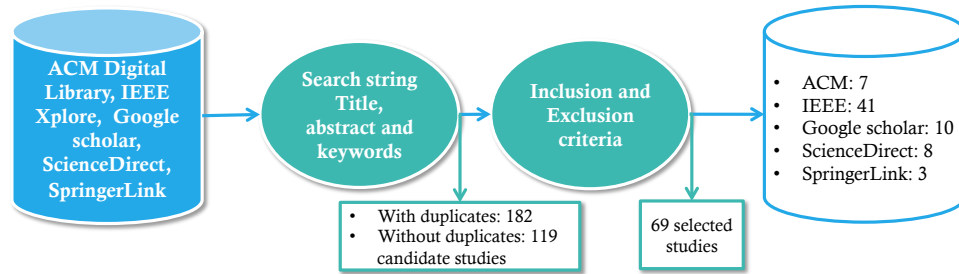 ACM Digital
Library, IEEE
Xplore, Google
scholar,
ScienceDirect,
SpringerLink
Search string
Title,
abstract and
keywords
Inclusion and
Exclusion
criteria
• ACM: 7
• IEEE: 41
• Google scholar: 10
• ScienceDirect: 8
• SpringerLink: 3
• With duplicates: 182
• Without duplicates: 119
candidate studies
69 selected
studies